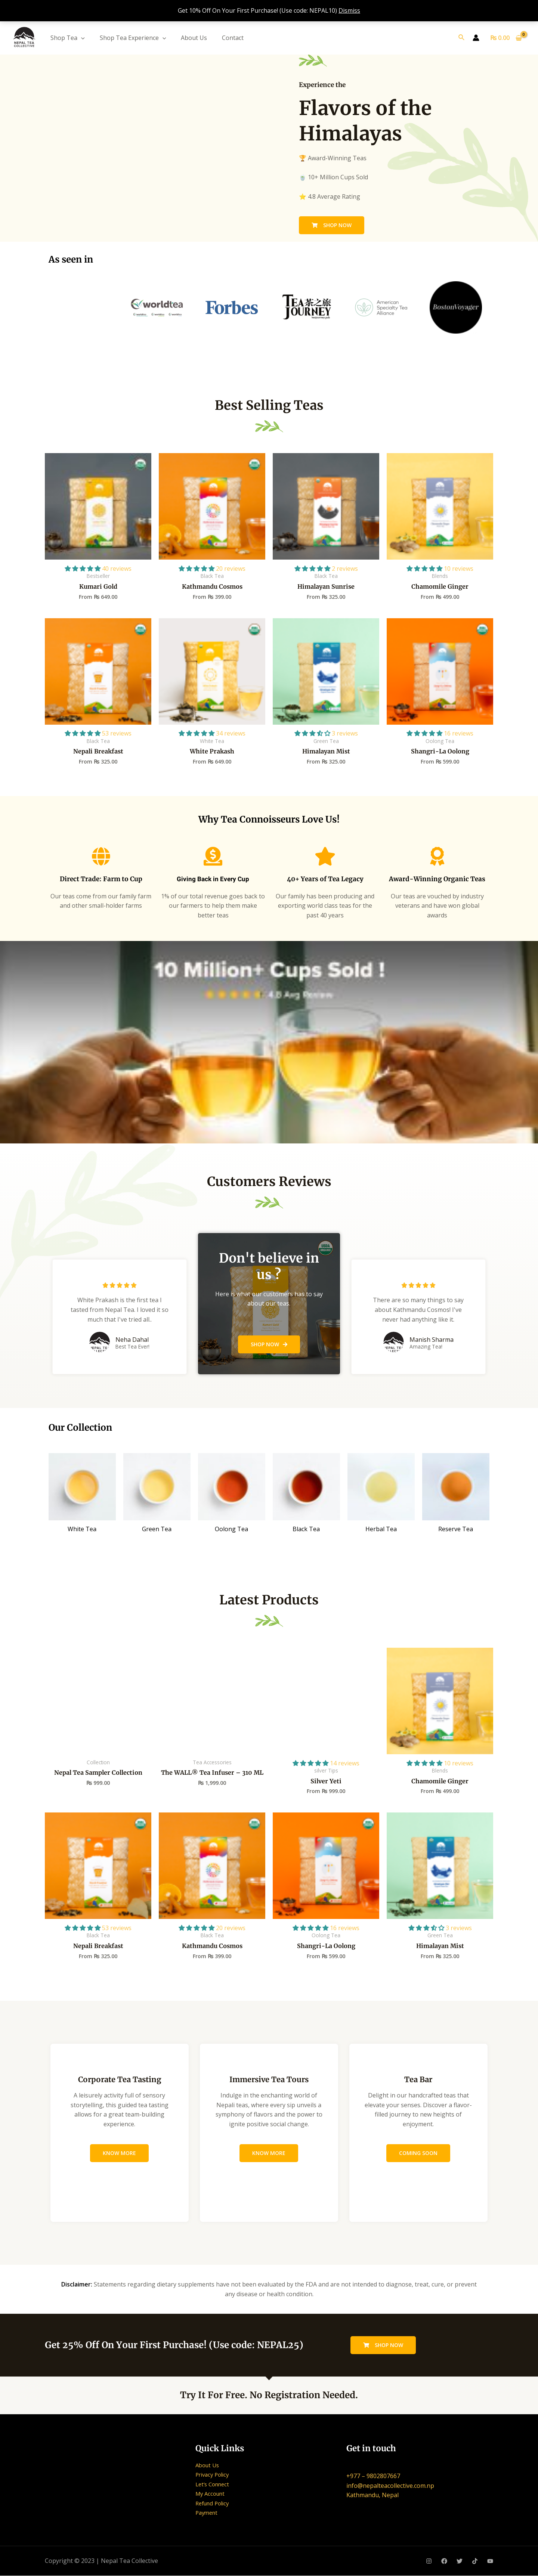 Get 10% Off On Your First Purchase! (Use code: NEPAL10) Dismiss
NEPAL TEA
COLLECTIVE
Shop Tea
Shop Tea Experience
About Us
Contact
₨ 0.00
0
Experience the
Flavors of the
Himalayas
🏆 Award-Winning Teas
🍵 10+ Million Cups Sold
⭐ 4.8 Average Rating
SHOP NOW
As seen in
worldtea
Forbes
TEA 茶之旅
JOURNEY
American
Specialty Tea
Alliance
BostonVoyager
Best Selling Teas
40 reviews
Bestseller
Kumari Gold
From ₨ 649.00
20 reviews
Black Tea
Kathmandu Cosmos
From ₨ 399.00
2 reviews
Black Tea
Himalayan Sunrise
From ₨ 325.00
10 reviews
Blends
Chamomile Ginger
From ₨ 499.00
53 reviews
Black Tea
Nepali Breakfast
From ₨ 325.00
34 reviews
White Tea
White Prakash
From ₨ 649.00
3 reviews
Green Tea
Himalayan Mist
From ₨ 325.00
16 reviews
Oolong Tea
Shangri-La Oolong
From ₨ 599.00
Why Tea Connoisseurs Love Us!
Direct Trade: Farm to Cup
Our teas come from our family farm
and other small-holder farms
Giving Back in Every Cup
1% of our total revenue goes back to
our farmers to help them make
better teas
40+ Years of Tea Legacy
Our family has been producing and
exporting world class teas for the
past 40 years
Award-Winning Organic Teas
Our teas are vouched by industry
veterans and have won global
awards
10 Million+ Cups Sold !
4.8 Avg Review
Customers Reviews
White Prakash is the first tea I
tasted from Nepal Tea. I loved it so
much that I've tried all..
Neha Dahal
Best Tea Ever!
Don't believe in
us ?
Here is what our customers has to say
about our teas.
SHOP NOW
There are so many things to say
about Kathmandu Cosmos! I've
never had anything like it.
Manish Sharma
Amazing Tea!
Our Collection
White Tea
Green Tea
Oolong Tea
Black Tea
Herbal Tea
Reserve Tea
Latest Products
Collection
Nepal Tea Sampler Collection
₨ 999.00
Tea Accessories
The WALL® Tea Infuser – 310 ML
₨ 1,999.00
14 reviews
silver Tips
Silver Yeti
From ₨ 999.00
10 reviews
Blends
Chamomile Ginger
From ₨ 499.00
53 reviews
Black Tea
Nepali Breakfast
From ₨ 325.00
20 reviews
Black Tea
Kathmandu Cosmos
From ₨ 399.00
16 reviews
Oolong Tea
Shangri-La Oolong
From ₨ 599.00
3 reviews
Green Tea
Himalayan Mist
From ₨ 325.00
Corporate Tea Tasting
A leisurely activity full of sensory
storytelling, this guided tea tasting
allows for a great team-building
experience.
KNOW MORE
Immersive Tea Tours
Indulge in the enchanting world of
Nepali teas, where every sip unveils a
symphony of flavors and the power to
ignite positive social change.
KNOW MORE
Tea Bar
Delight in our handcrafted teas that
elevate your senses. Discover a flavor-
filled journey to new heights of
enjoyment.
COMING SOON
Disclaimer: Statements regarding dietary supplements have not been evaluated by the FDA and are not intended to diagnose, treat, cure, or prevent
any disease or health condition.
Get 25% Off On Your First Purchase! (Use code: NEPAL25)
SHOP NOW
Try It For Free. No Registration Needed.
Quick Links
About Us
Privacy Policy
Let's Connect
My Account
Refund Policy
Payment
Get in touch
+977 – 9802807667
info@nepalteacollective.com.np
Kathmandu, Nepal
Copyright © 2023 | Nepal Tea Collective